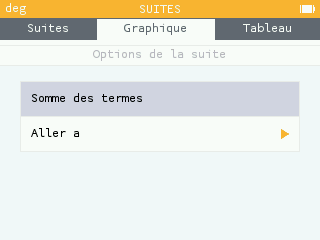 deg SUITES
Suites Graphique Tableau
Options de la suite
Somme des termes
Aller a